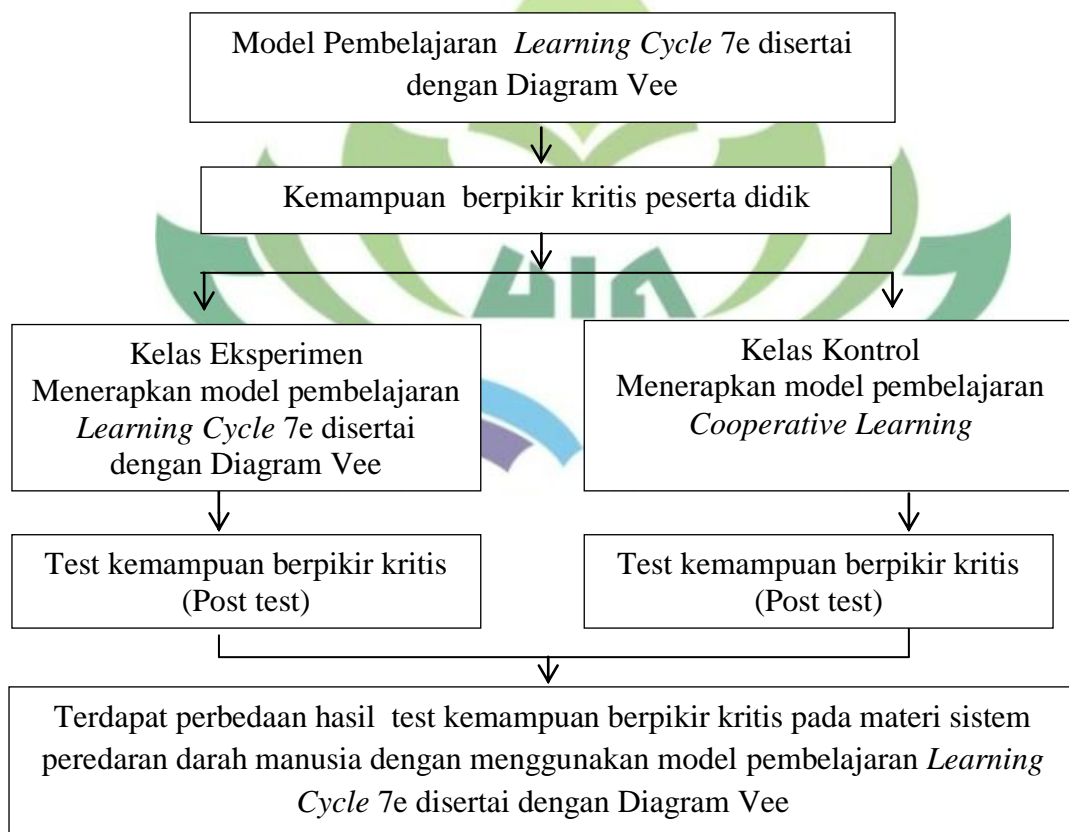 Model Pembelajaran Learning Cycle 7e disertai
dengan Diagram Vee
Kemampuan berpikir kritis peserta didik
Kelas Eksperimen
Menerapkan model pembelajaran
Learning Cycle 7e disertai
dengan Diagram Vee
Kelas Kontrol
Menerapkan model pembelajaran
Cooperative Learning
Test kemampuan berpikir kritis
(Post test)
Test kemampuan berpikir kritis
(Post test)
Terdapat perbedaan hasil test kemampuan berpikir kritis pada materi sistem
peredaran darah manusia dengan menggunakan model pembelajaran Learning
Cycle 7e disertai dengan Diagram Vee